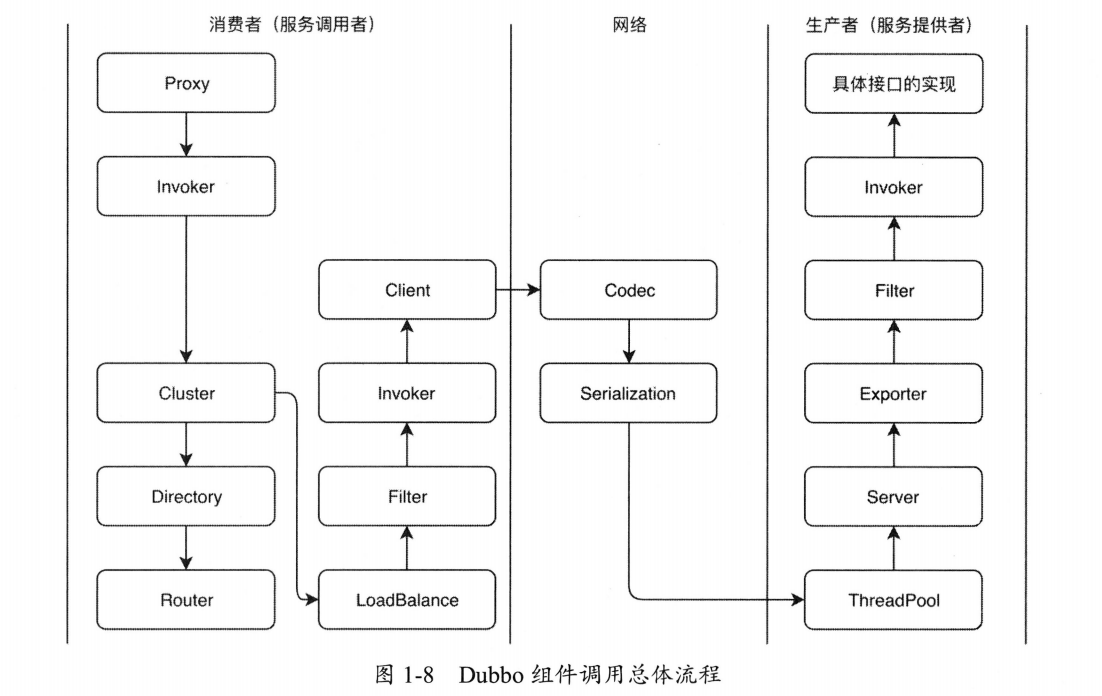 消费者（服务调用者）
网络
生产者（服务提供者）
Proxy
Invoker
Cluster
Directory
Router
LoadBalance
Filter
Invoker
Client
Codec
Serialization
ThreadPool
Server
Exporter
Filter
Invoker
具体接口的实现
图 1-8 Dubbo 组件调用总体流程